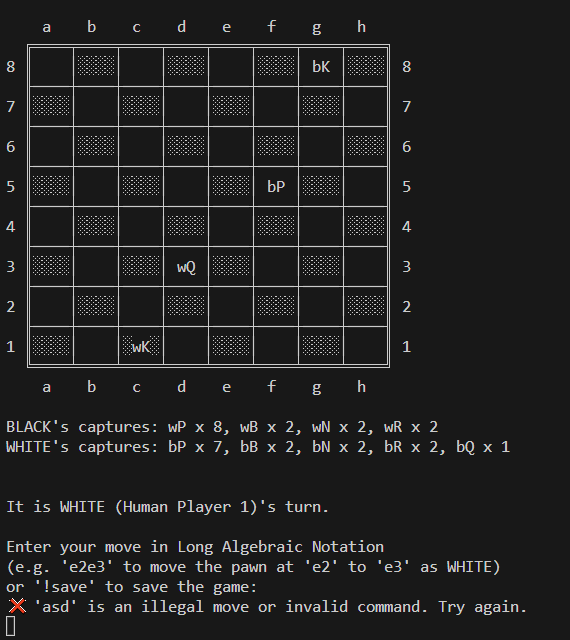 a b c d e f g h
8 bK 8
7 7
6 6
5 bP 5
4 4
3 wQ 3
2 2
1 wK 1
a b c d e f g h
BLACK's captures: wP x 8, wB x 2, wN x 2, wR x 2
WHITE's captures: bP x 7, bB x 2, bN x 2, bR x 2, bQ x 1
It is WHITE (Human Player 1)'s turn.
Enter your move in Long Algebraic Notation
(e.g. 'e2e3' to move the pawn at 'e2' to 'e3' as WHITE)
or '!save' to save the game:
❌ 'asd' is an illegal move or invalid command. Try again.